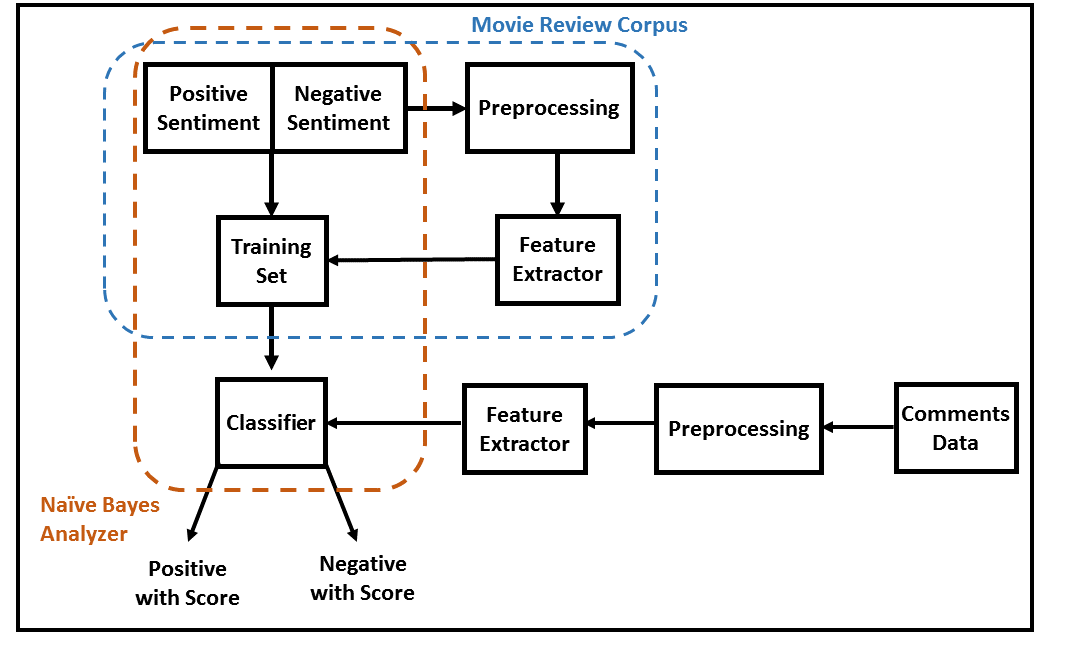 Movie Review Corpus
Positive
Sentiment
Negative
Sentiment
Preprocessing
Training
Set
Feature
Extractor
Classifier
Feature
Extractor
Preprocessing
Comments
Data
Naïve Bayes
Analyzer
Positive
with Score
Negative
with Score